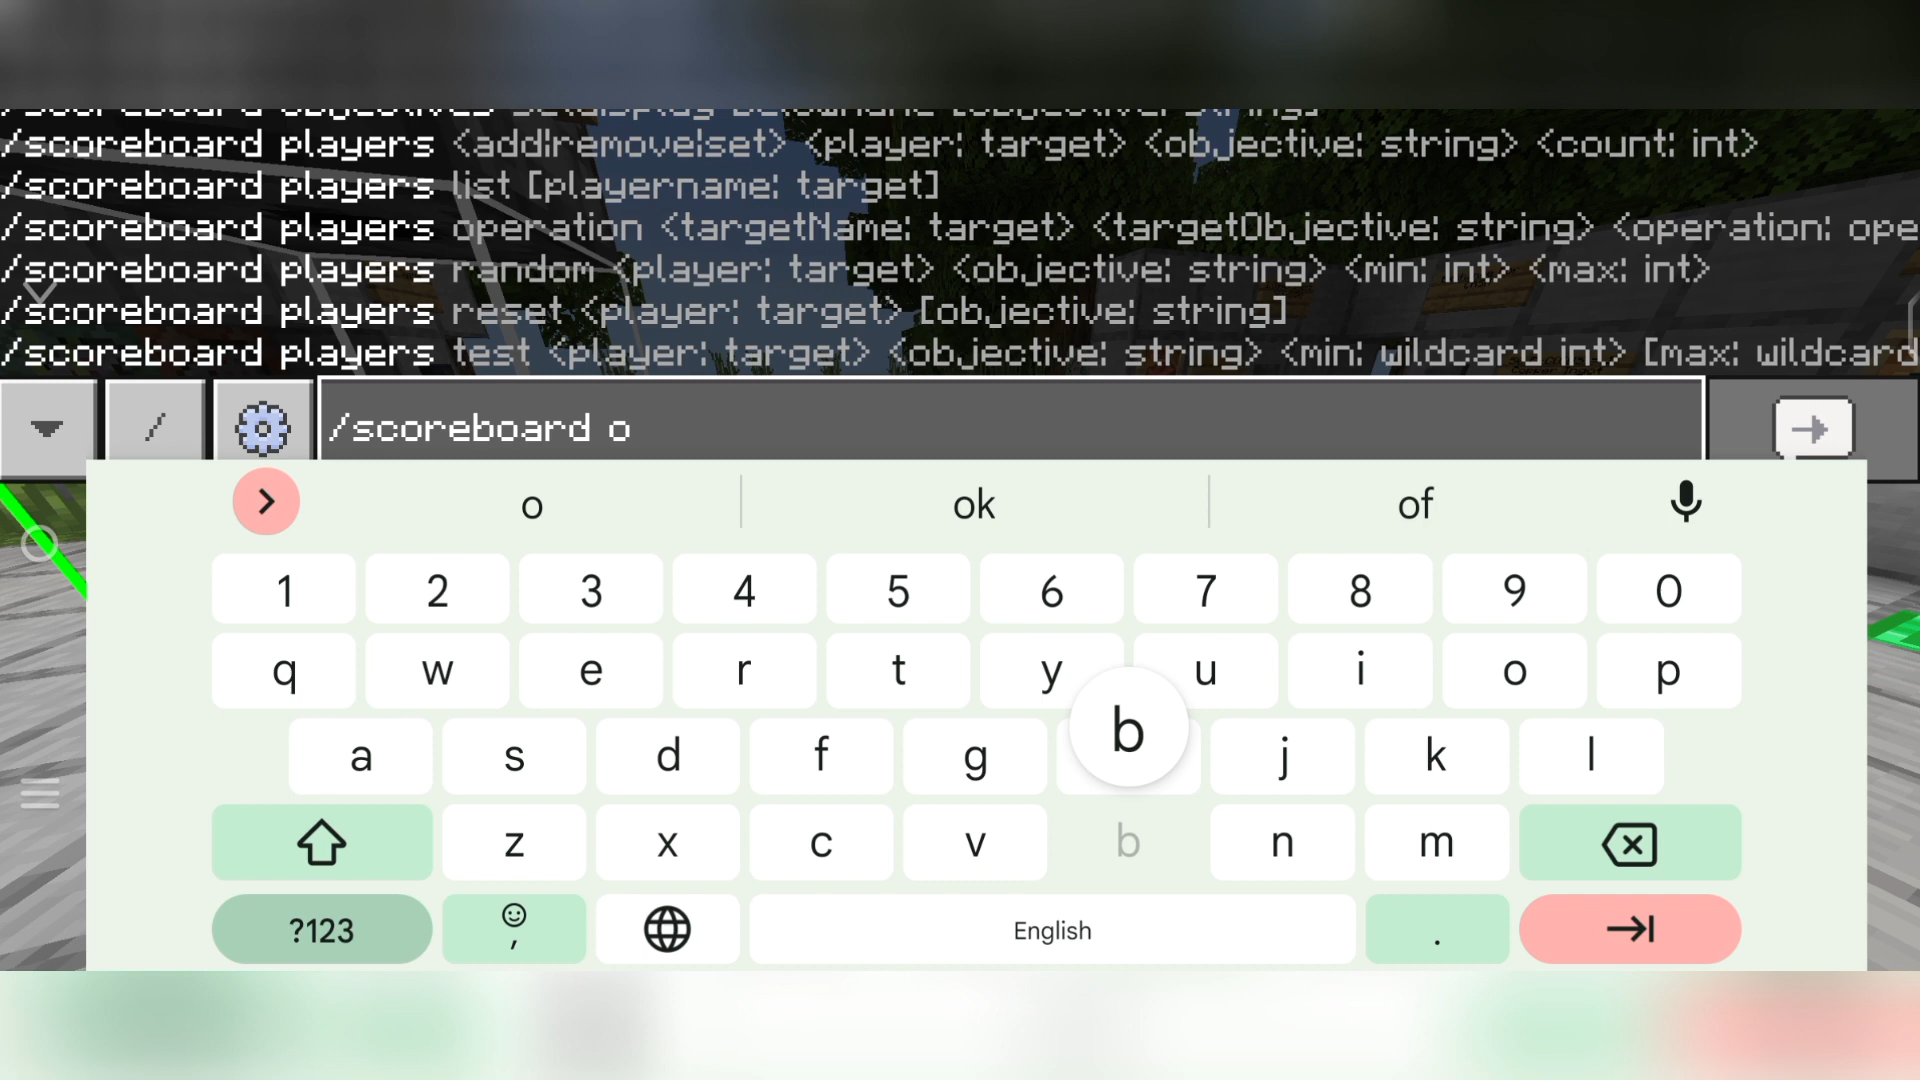 /scoreboard players <add|remove|set> <player: target> <objective: string> <count: int>
/scoreboard players list [playername: target]
/scoreboard players operation <targetName: target> <targetObjective: string> <operation: ope
/scoreboard players random <player: target> <objective: string> <min: int> <max: int>
/scoreboard players reset <player: target> [objective: string]
/scoreboard players test <player: target> <objective: string> <min: wildcard int> [max: wildcard
/
/scoreboard o
o ok of
1 2 3 4 5 6 7 8 9 0
q w e r t y u i o p
b
a s d f g j k l
z x c v b n m
?123 , English .